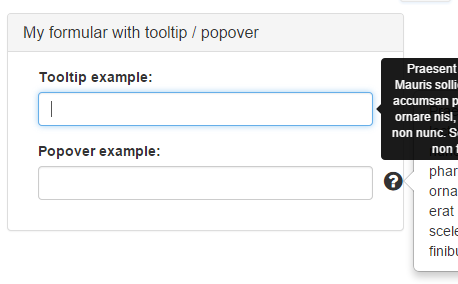 My formular with tooltip / popover
Tooltip example:
Praesent
Mauris solli
accumsan p
ornare nisl,
non nunc. S
non
Popover example:
phar
orna
erat
scele
finibu